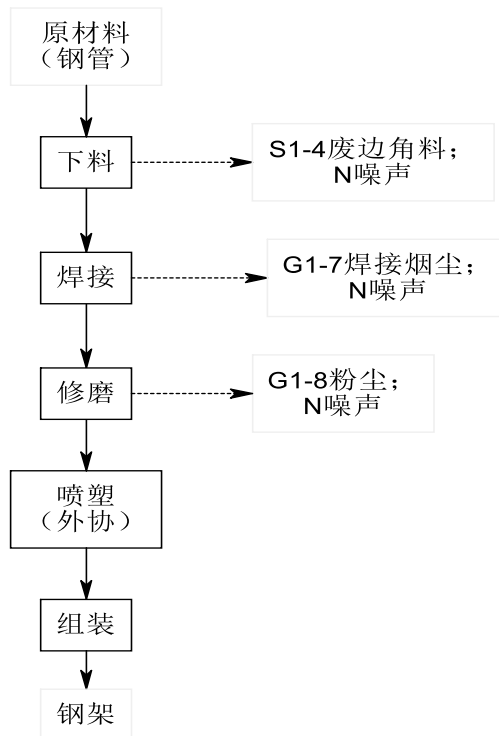 原材料
（钢管）
下料
S1-4废边角料；
N噪声
焊接
G1-7焊接烟尘；
N噪声
修磨
G1-8粉尘；
N噪声
喷塑
（外协）
组装
钢架